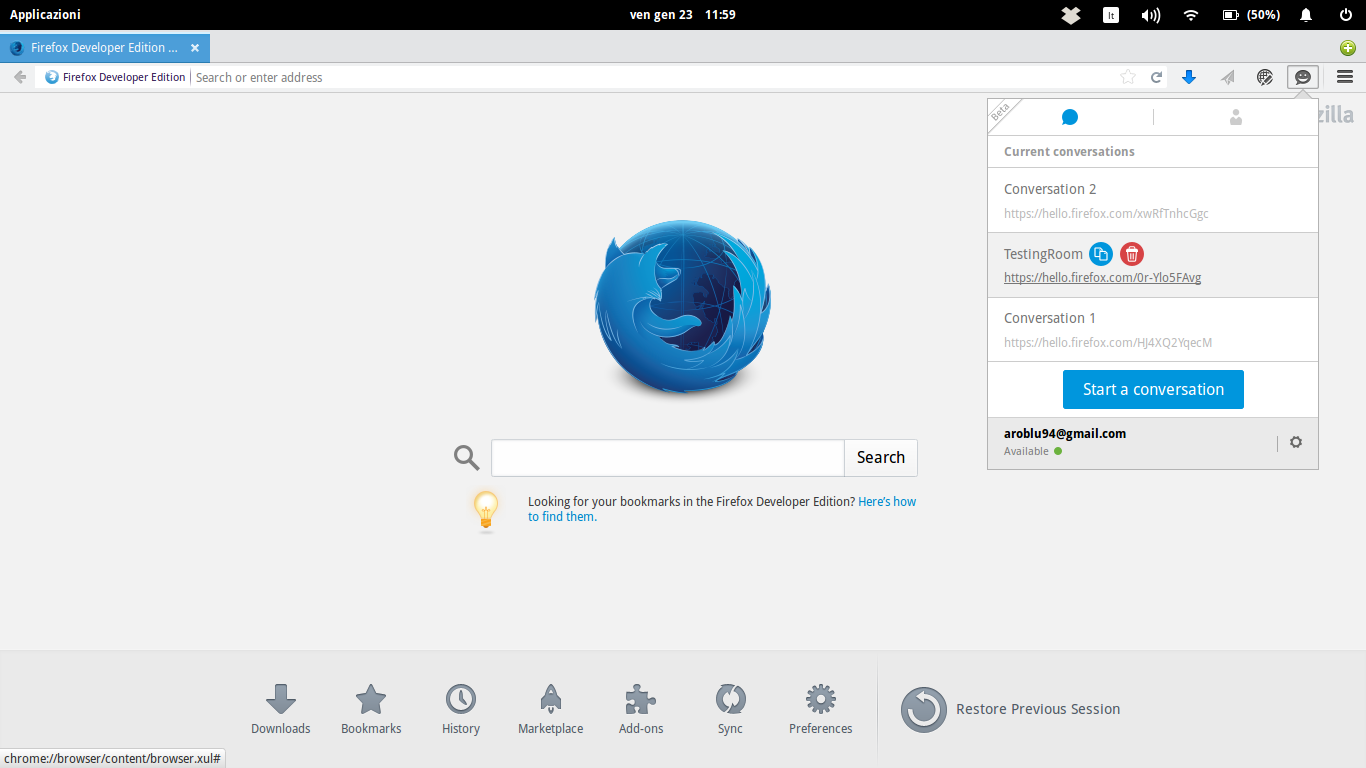 Applicazioni
ven gen 23 11:59
It
(50%)
Firefox Developer Edition ...
Firefox Developer Edition
Search or enter address
zilla
Beta
Current conversations
Conversation 2
https://hello.firefox.com/xwRfTnhcGgc
TestingRoom
https://hello.firefox.com/0r-Ylo5FAvg
Conversation 1
https://hello.firefox.com/HJ4XQ2YqecM
Start a conversation
aroblu94@gmail.com
Available
Search
Looking for your bookmarks in the Firefox Developer Edition? Here's how
to find them.
Downloads
Bookmarks
History
Marketplace
Add-ons
Sync
Preferences
Restore Previous Session
chrome://browser/content/browser.xul#